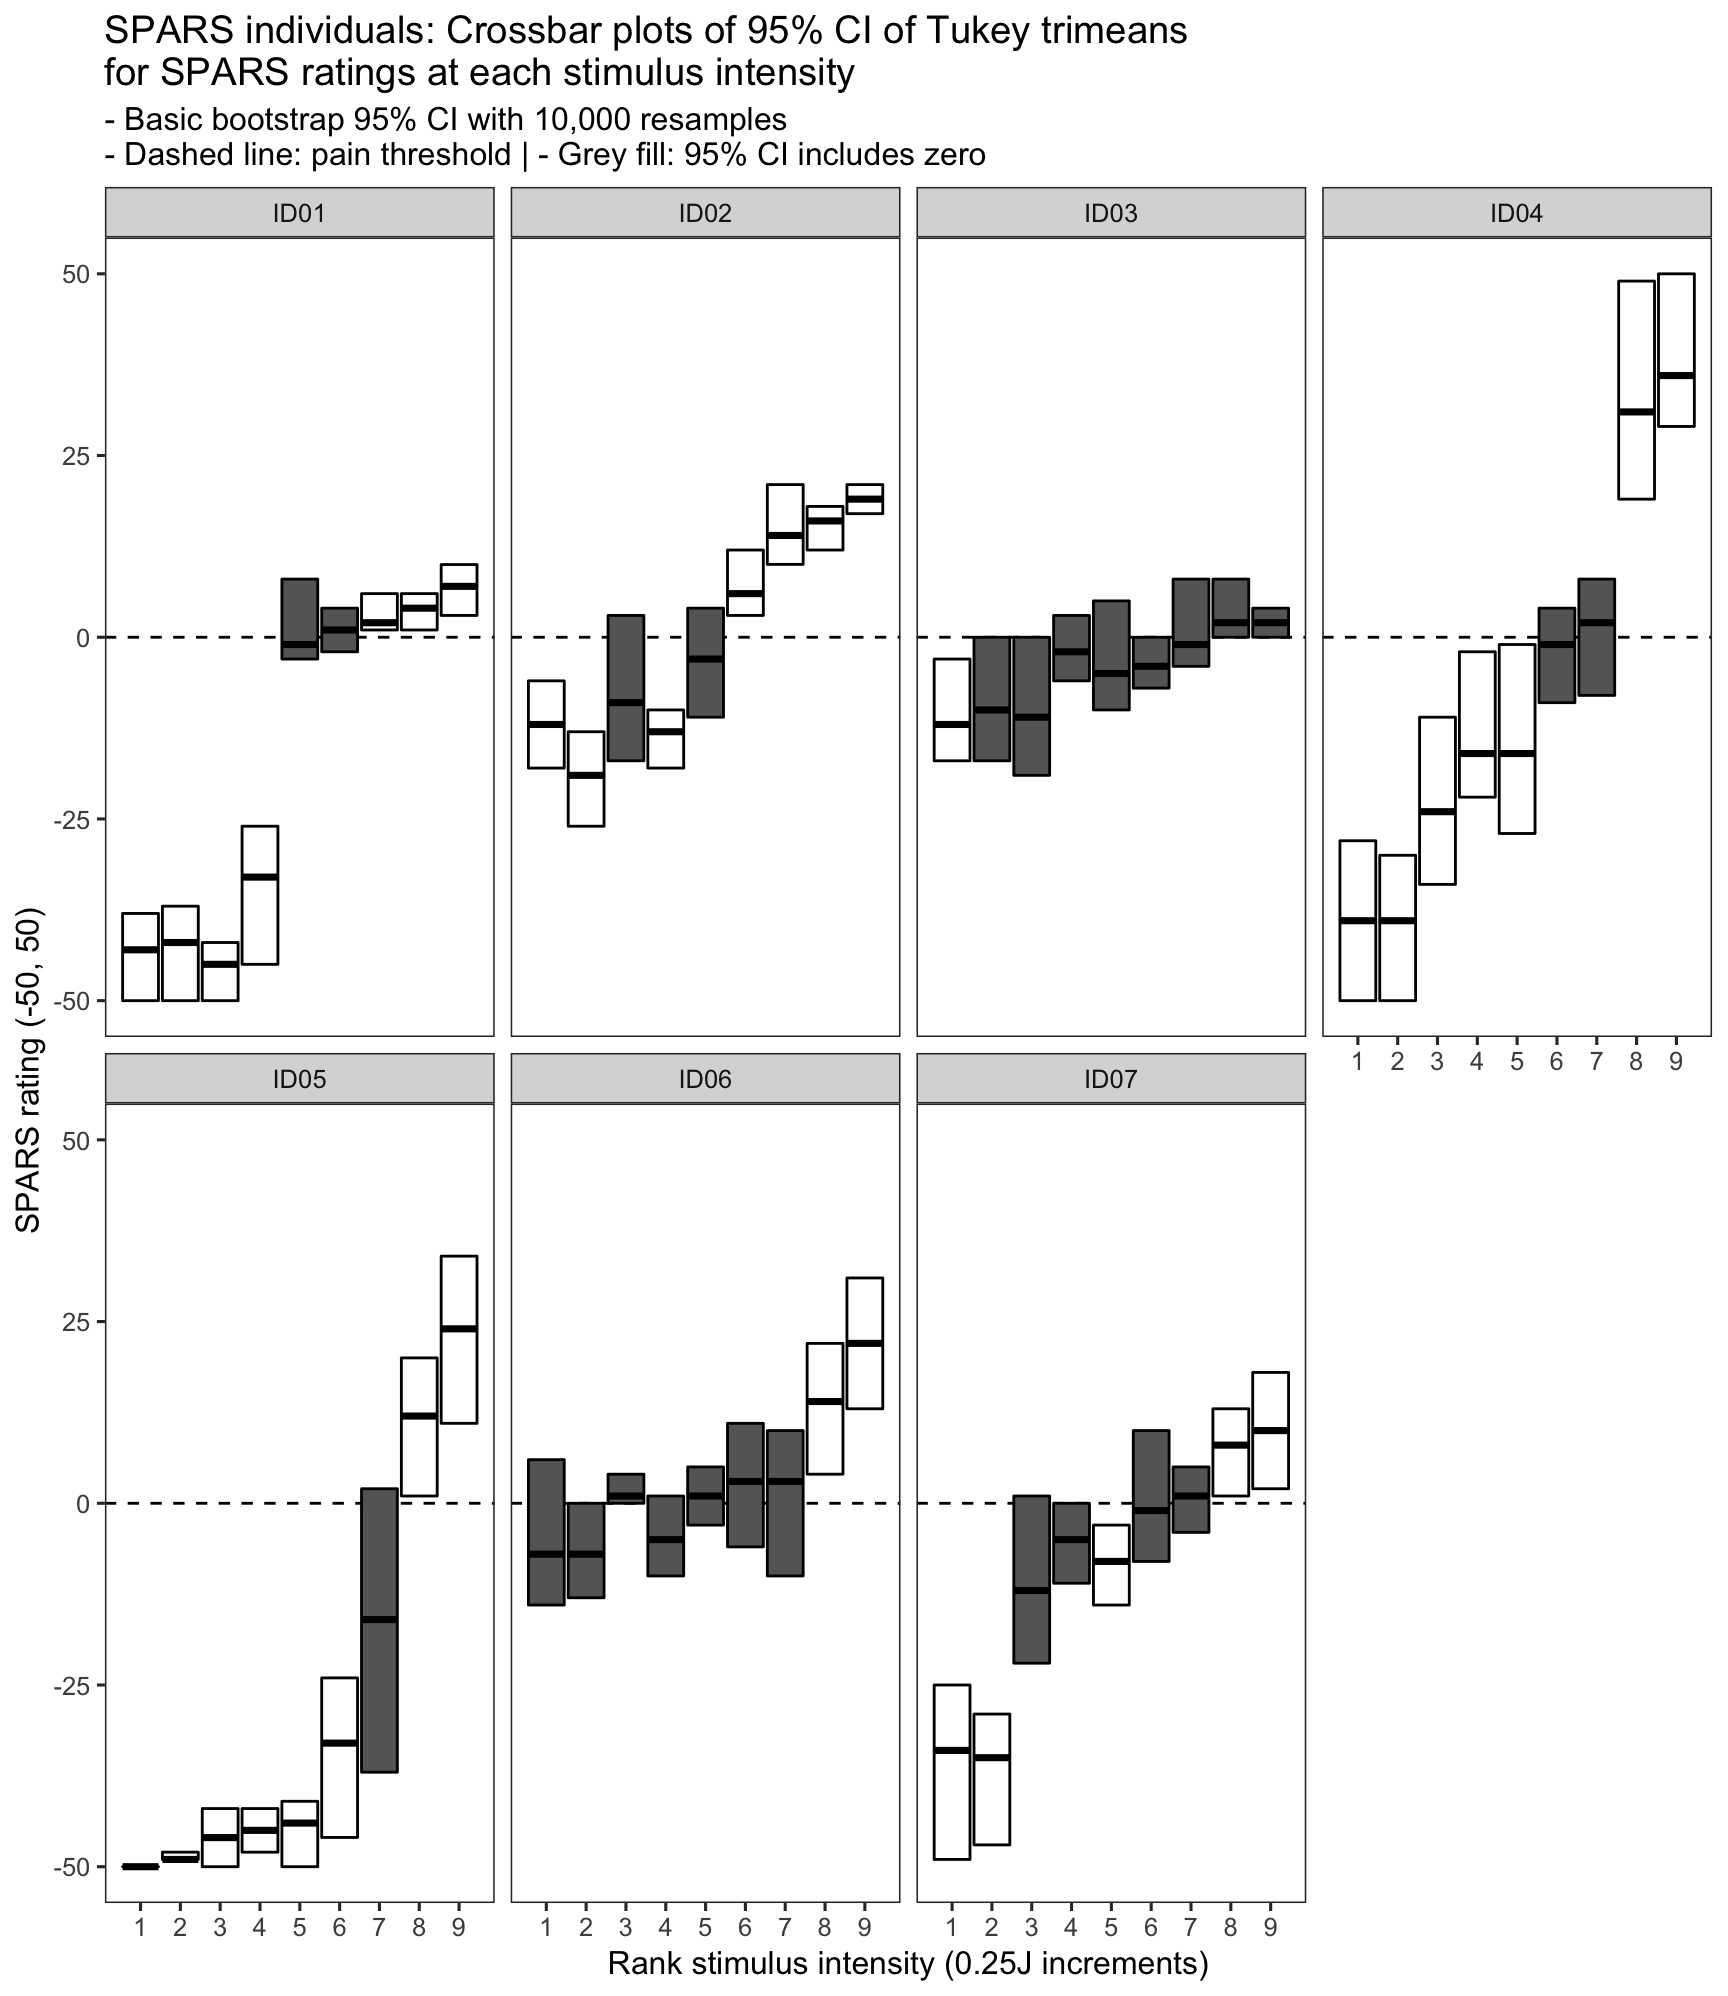 SPARS individuals: Crossbar plots of 95% CI of Tukey trimeans
for SPARS ratings at each stimulus intensity
- Basic bootstrap 95% CI with 10,000 resamples
- Dashed line: pain threshold | - Grey fill: 95% CI includes zero
ID01 ID02 ID03 ID04
50
25
0
-25
-50
1 2 3 4 5 6 7 8 9
SPARS rating (-50, 50)
ID05 ID06 ID07
50
25
0
-25
-50
1 2 3 4 5 6 7 8 9 1 2 3 4 5 6 7 8 9 1 2 3 4 5 6 7 8 9
Rank stimulus intensity (0.25J increments)